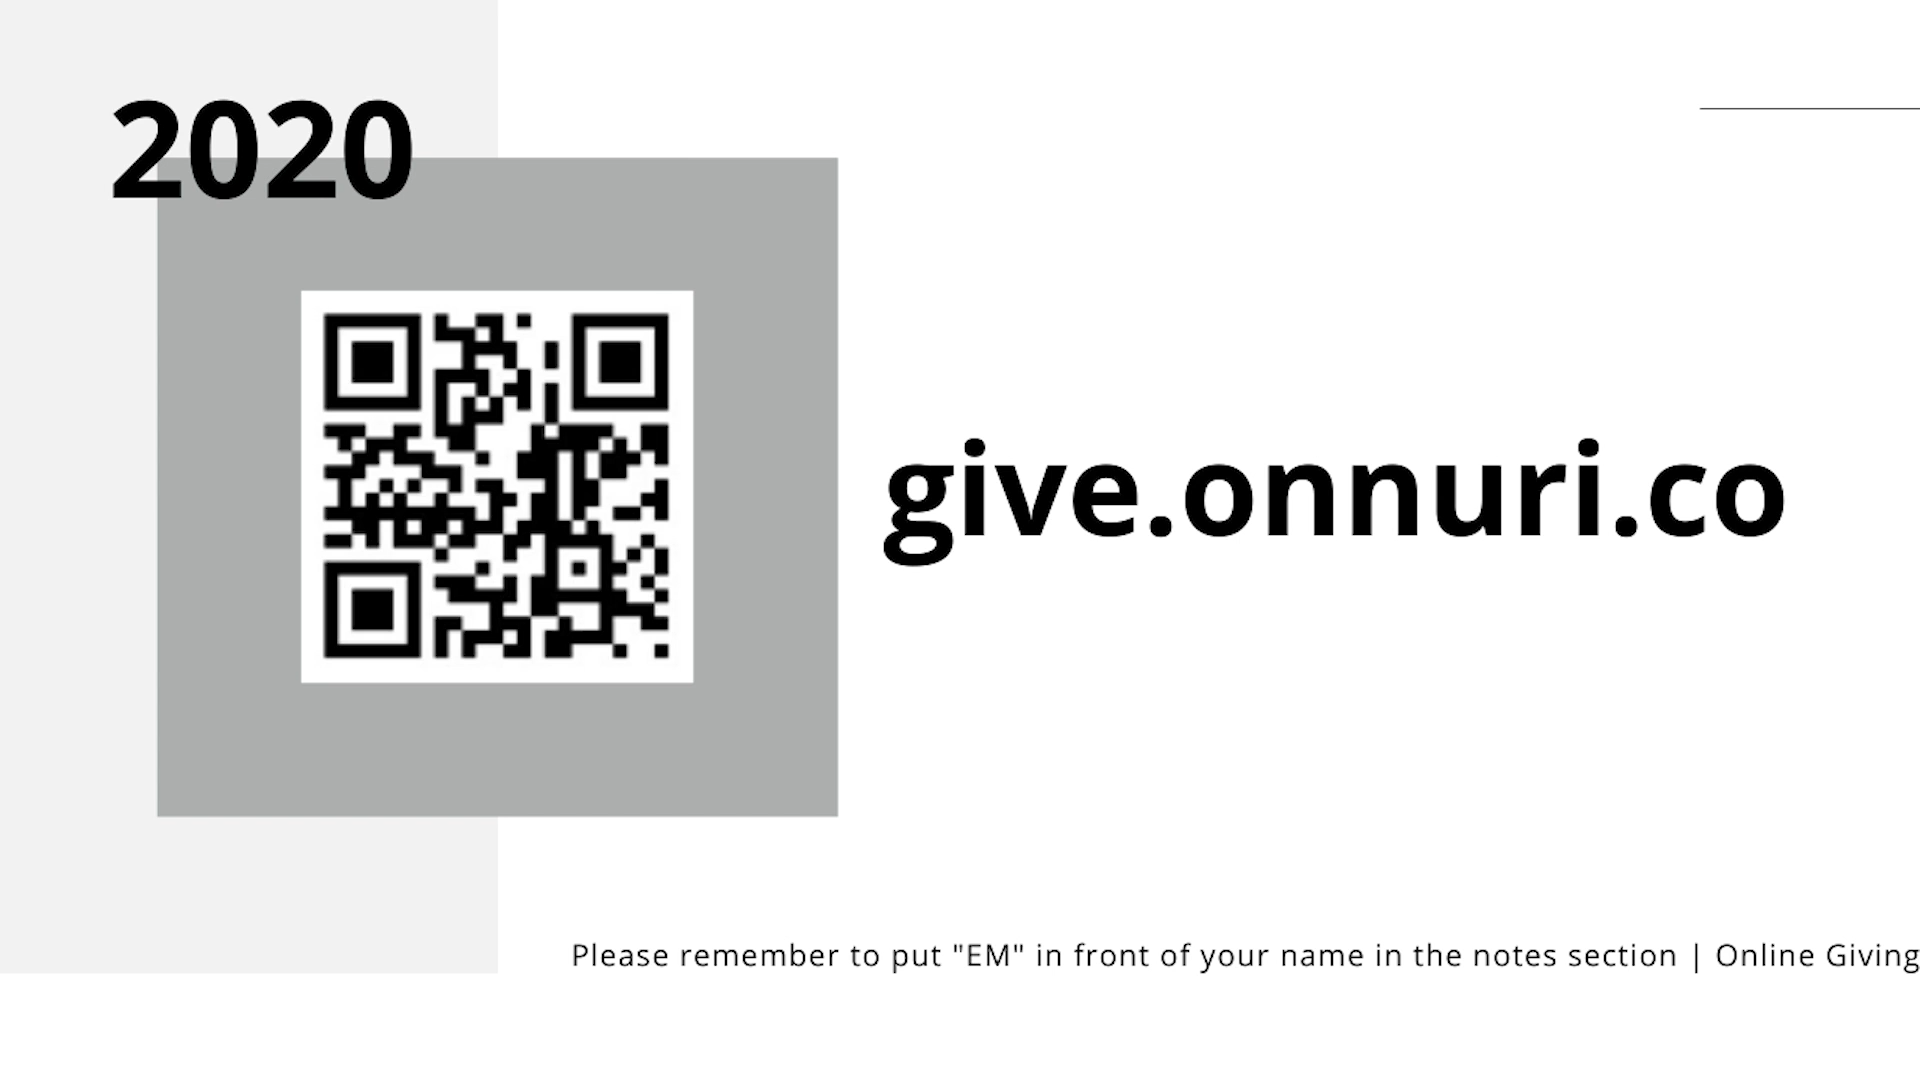 2020
give.onnuri.co
Please remember to put "EM" in front of your name in the notes section | Online Giving